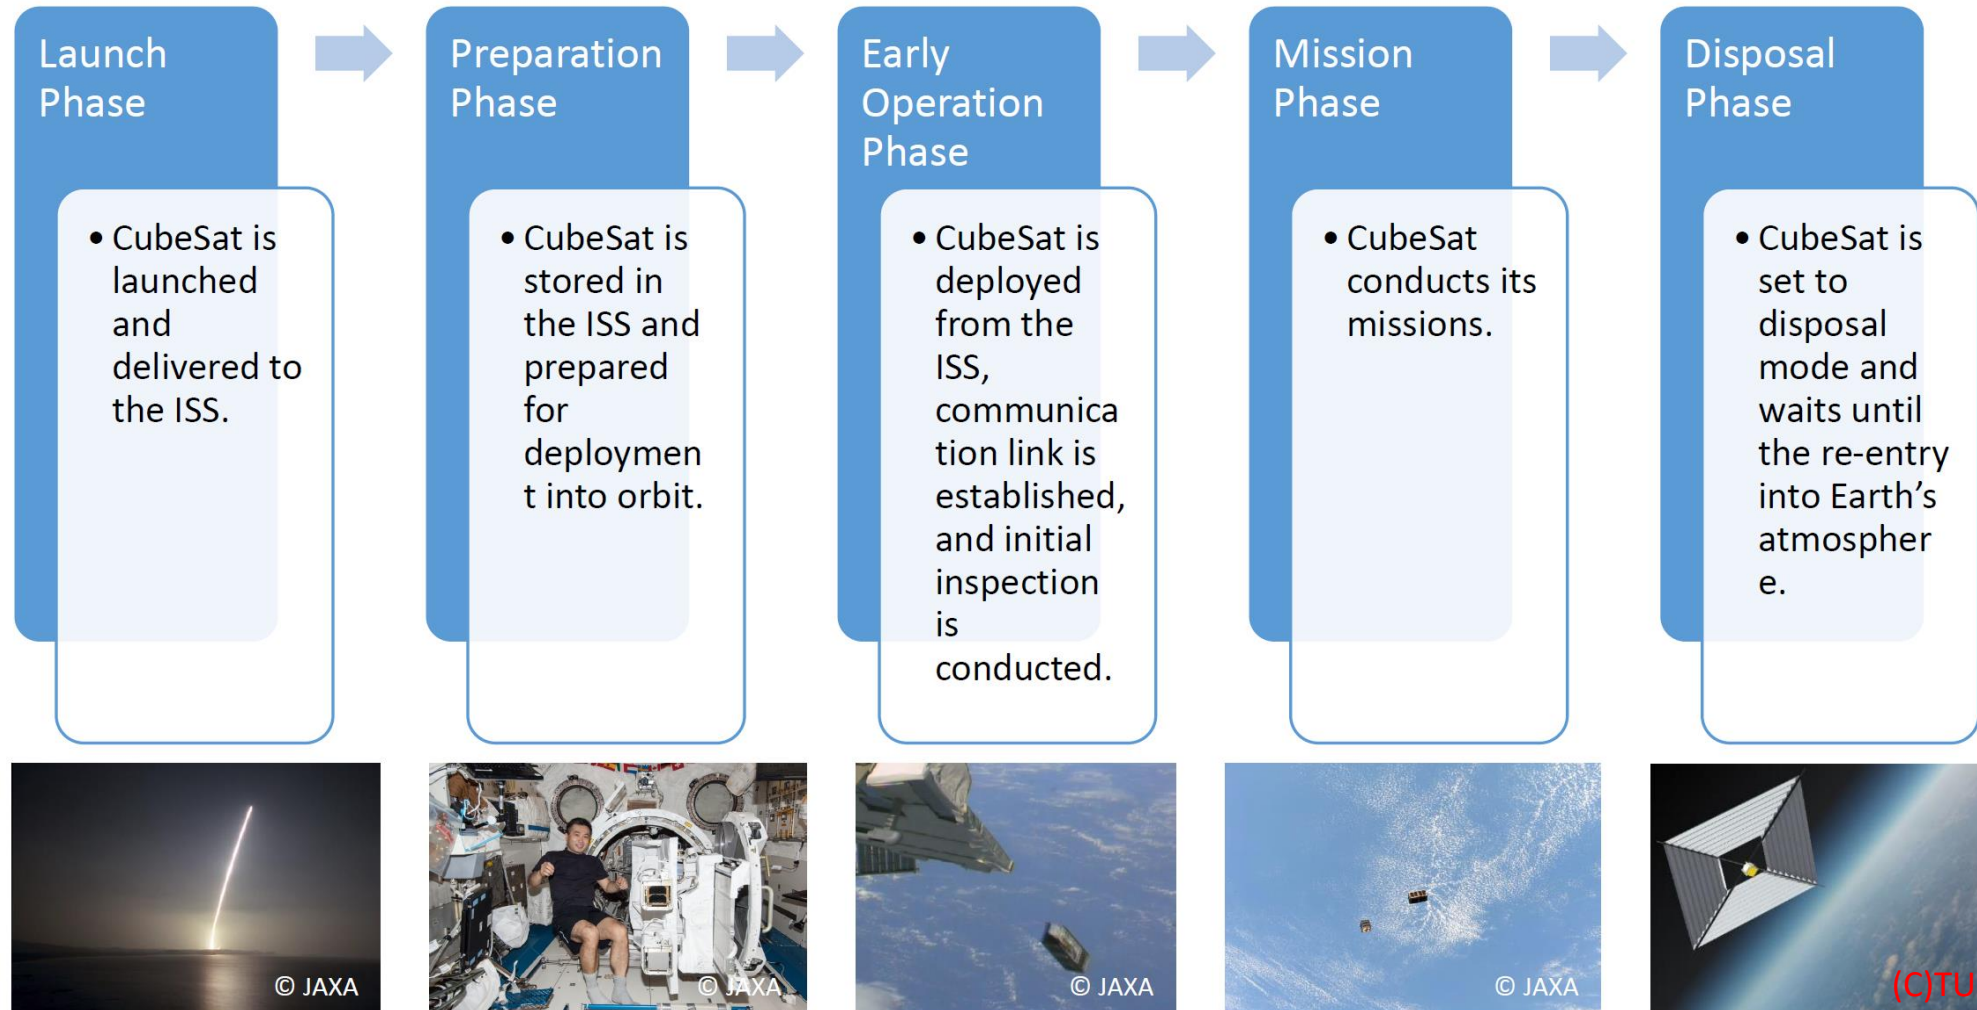 Launch
Phase
• CubeSat is
launched
and
delivered to
the ISS.
Preparation
Phase
• CubeSat is
stored in
the ISS and
prepared
for
deploymen
t into orbit.
Early
Operation
Phase
• CubeSat is
deployed
from the
ISS,
communica
tion link is
established,
and initial
inspection
is
conducted.
Mission
Phase
• CubeSat
conducts its
missions.
Disposal
Phase
• CubeSat is
set to
disposal
mode and
waits until
the re-entry
into Earth’s
atmospher
e.
© JAXA
© JAXA
© JAXA
© JAXA
(C)TU